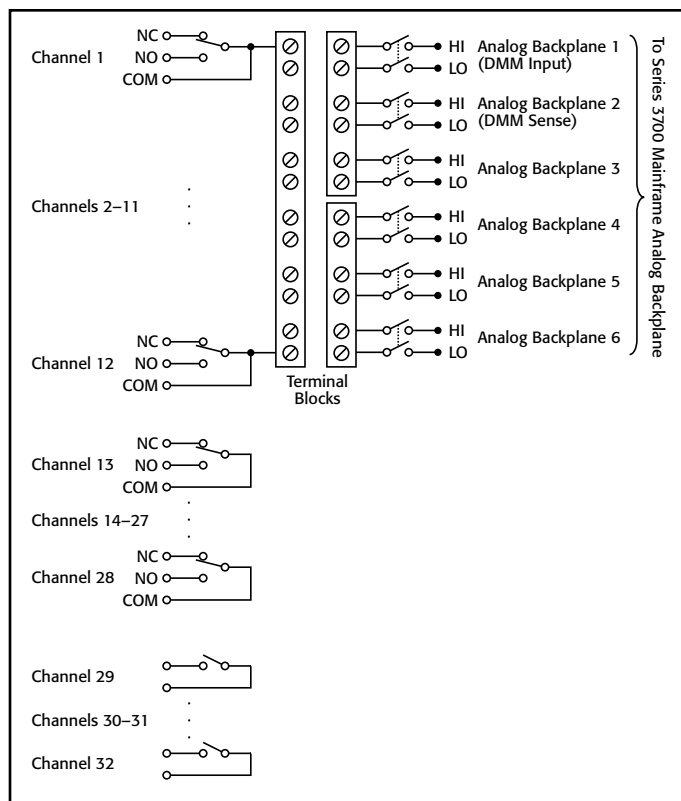 Channel 1
NC
NO
COM
HI Analog Backplane 1
LO (DMM Input)
HI Analog Backplane 2
LO (DMM Sense)
HI
Analog Backplane 3
LO
Channels 2–11
HI
Analog Backplane 4
LO
HI
Analog Backplane 5
LO
HI
Analog Backplane 6
LO
To Series 3700 Mainframe Analog Backplane
Channel 12
NC
NO
COM
Terminal
Blocks
Channel 13
NC
NO
COM
Channels 14–27
Channel 28
NC
NO
COM
Channel 29
Channels 30–31
Channel 32